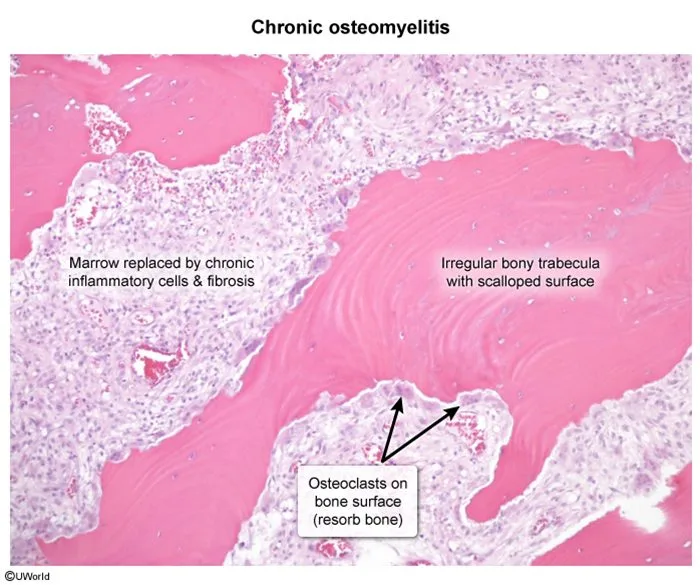 Chronic osteomyelitis
Marrow replaced by chronic
inflammatory cells & fibrosis
Irregular bony trabecula
with scalloped surface
Osteoclasts on
bone surface
(resorb bone)
©UWorld